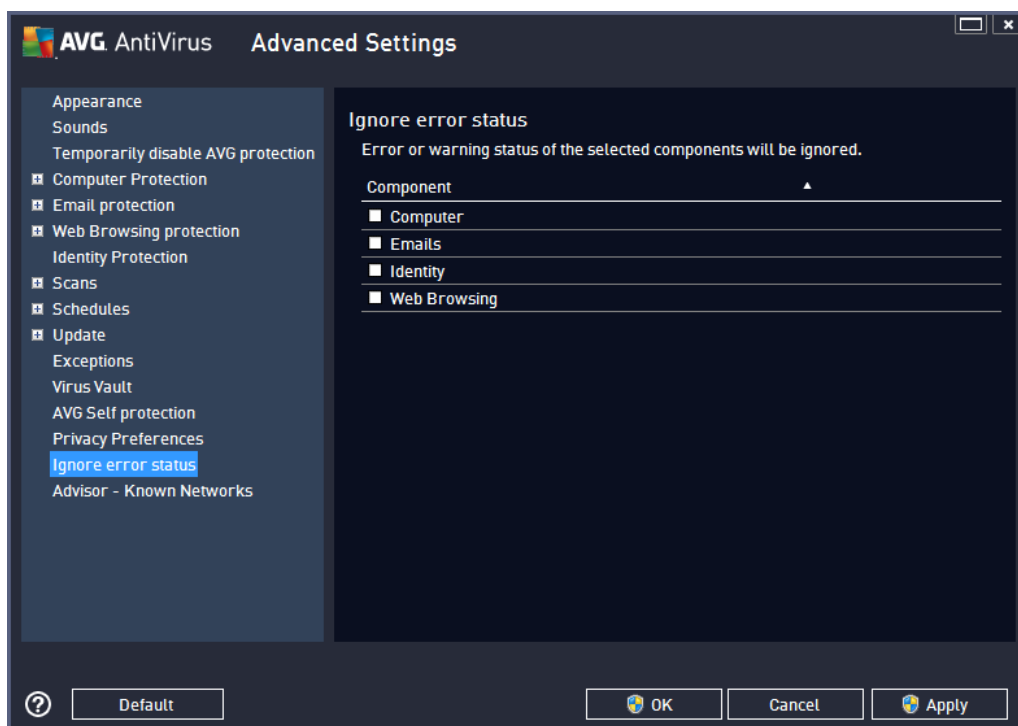 AVG. AntiVirus Advanced Settings
Appearance
Sounds
Temporarily disable AVG protection
Computer Protection
Email protection
Web Browsing protection
Identity Protection
Scans
Schedules
Update
Exceptions
Virus Vault
AVG Self protection
Privacy Preferences
Ignore error status
Advisor - Known Networks
Ignore error status
Error or warning status of the selected components will be ignored.
Component
Computer
Emails
Identity
Web Browsing
Default
OK
Cancel
Apply